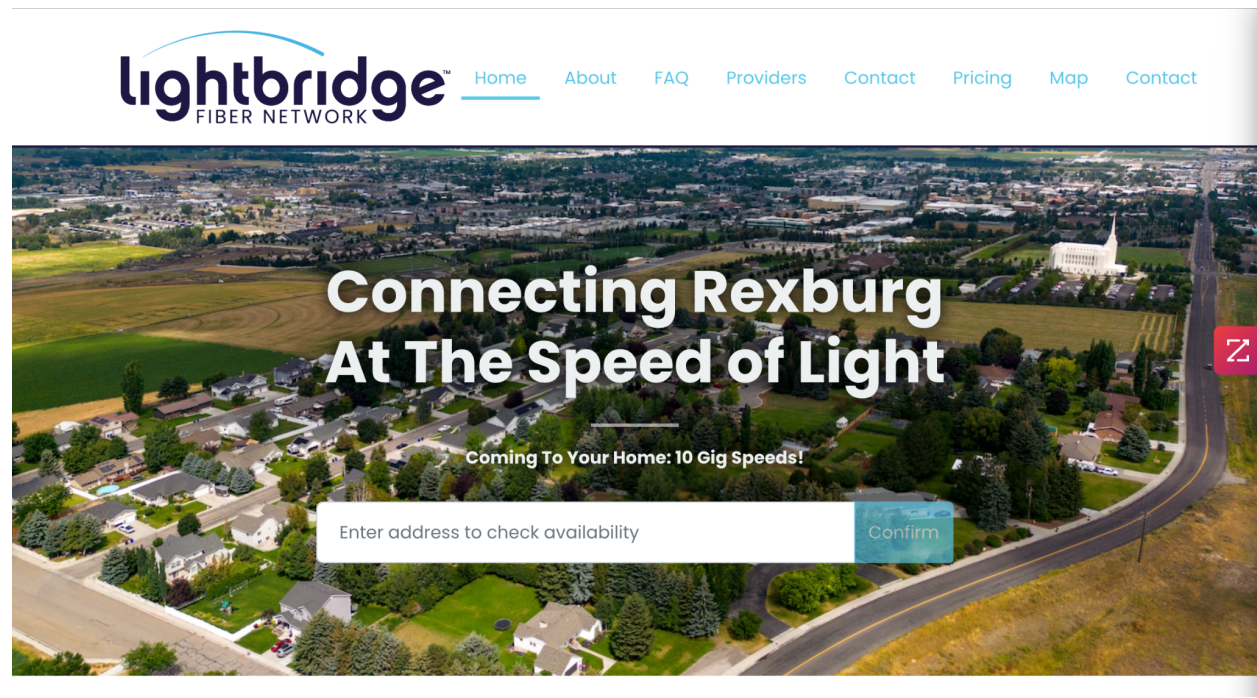 lightbridge™
FIBER NETWORK
Home About FAQ Providers Contact Pricing Map Contact
Connecting Rexburg
At The Speed of Light
Coming To Your Home: 10 Gig Speeds!
Enter address to check availability Confirm